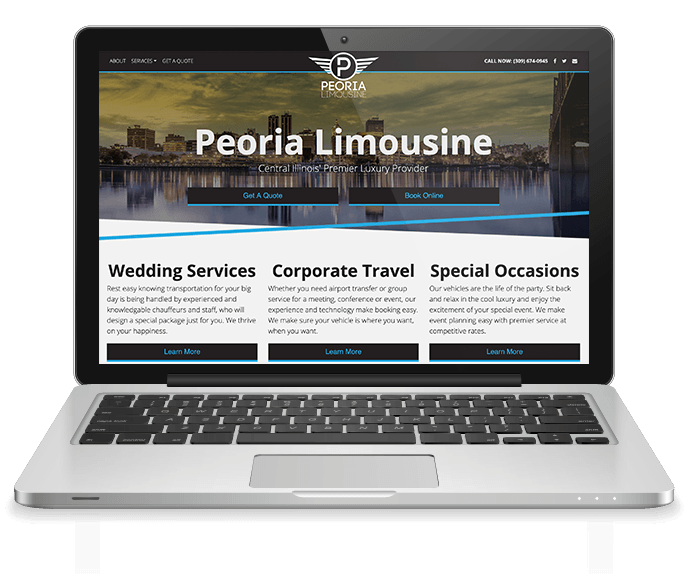 ABOUT SERVICES GET A QUOTE
CALL NOW: (309) 674-0945
P
PEORIA
LIMOUSINE
Peoria Limousine
Central Illinois' Premier Luxury Provider
Get A Quote
Book Online
Wedding Services
Rest easy knowing transportation for your big
day is being handled by experienced and
knowledgable chauffeurs and staff, who will
design a special package just for you. We thrive
on your happiness.
Learn More
Corporate Travel
Whether you need airport transfer or group
service for a meeting, conference or event, our
experience and technology make booking easy.
We make sure your vehicle is where you want,
when you want.
Learn More
Special Occasions
Our vehicles are the life of the party. Sit back
and relax in the cool luxury and enjoy the
excitement of your special event. We make
event planning easy with premier service at
competitive rates.
Learn More